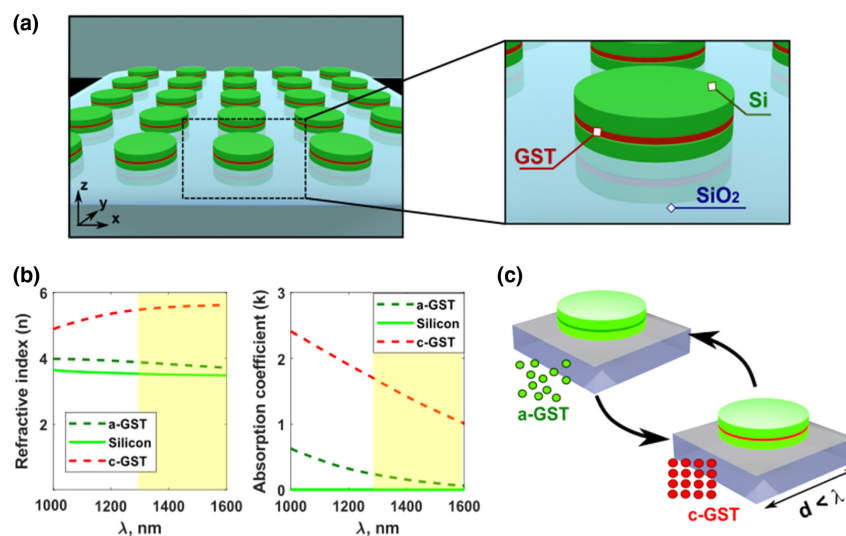 (a)
Si
GST
SiO2
z
y
x
(b)
Refractive index (n)
6
4
2
a-GST
Silicon
c-GST
1000 1200 1400 1600
λ, nm
Absorption coefficient (k)
3
2
1
0
a-GST
Silicon
c-GST
1000 1200 1400 1600
λ, nm
(c)
a-GST
c-GST
d < λ